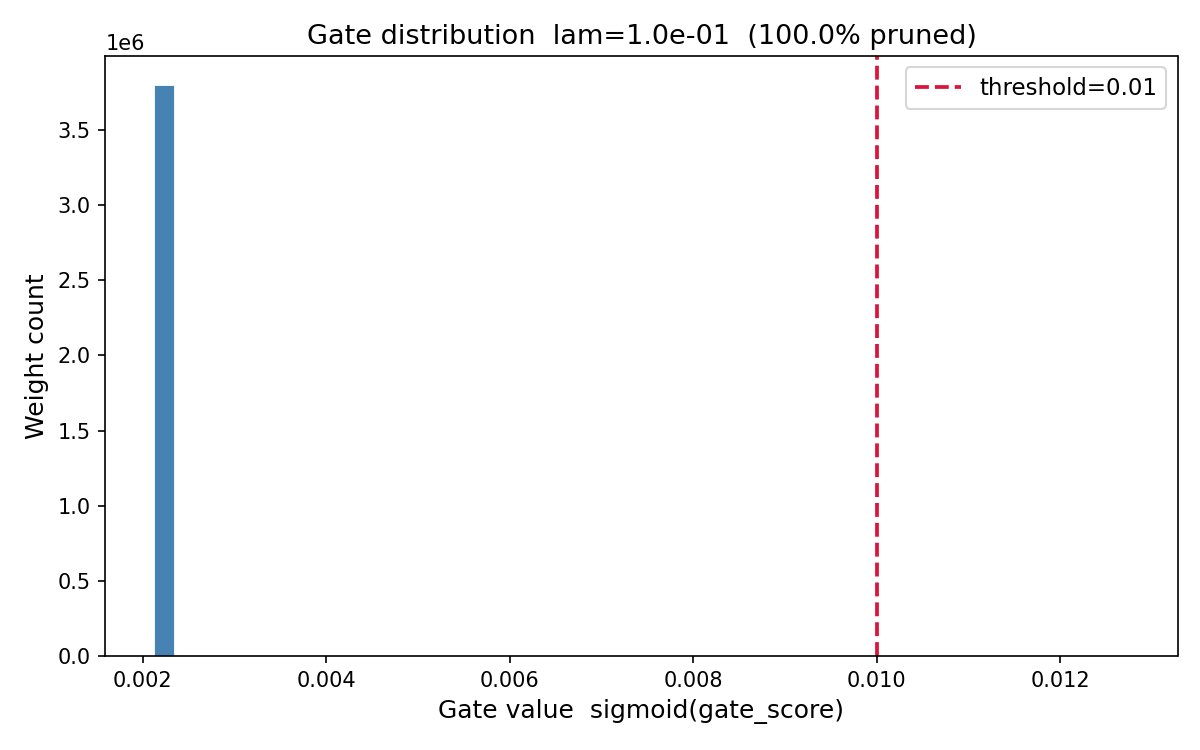 Gate distribution  lam=1.0e-01  (100.0% pruned)
1e6
threshold=0.01
3.5
3.0
2.5
2.0
1.5
1.0
0.5
0.0
Weight count
0.002 0.004 0.006 0.008 0.010 0.012
Gate value  sigmoid(gate_score)